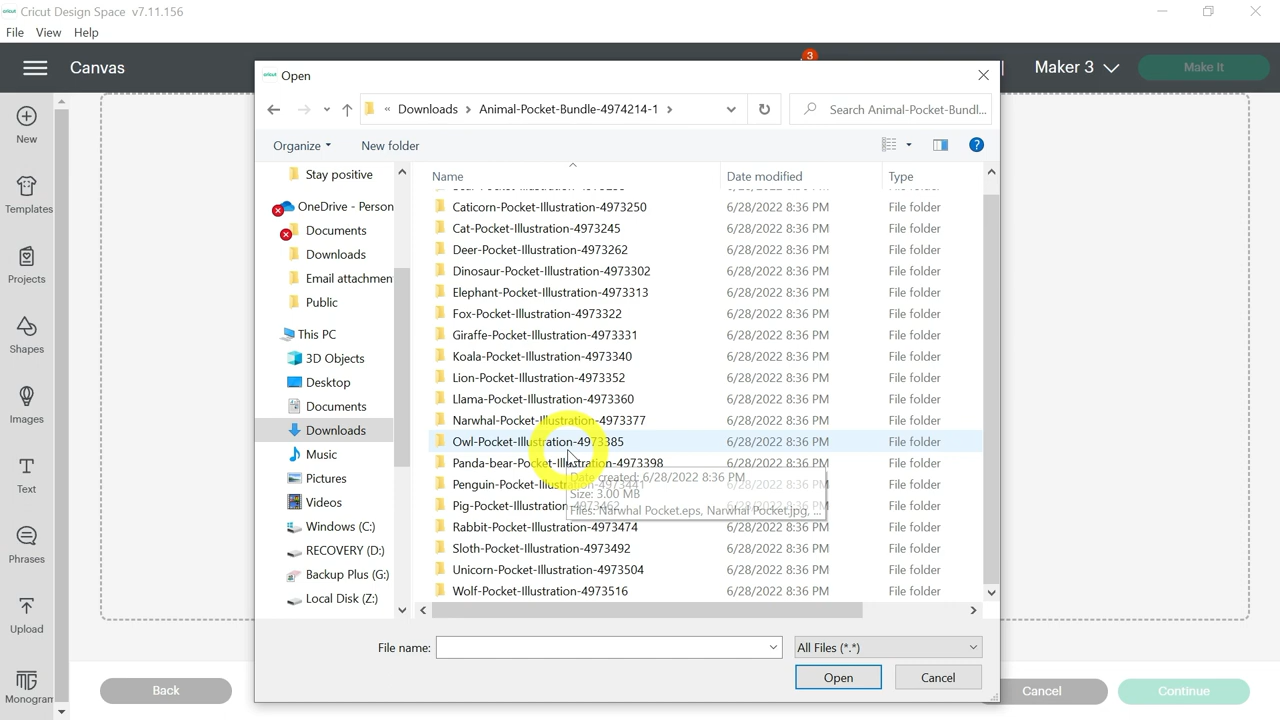 cricut Cricut Design Space v7.11.156
File View Help
Canvas
3
Maker 3
Make It
New
Templates
Projects
Shapes
Images
Text
Phrases
Upload
Monogram
cricut Open
« Downloads > Animal-Pocket-Bundle-4974214-1 >
Search Animal-Pocket-Bundl...
Organize
New folder
Stay positive
OneDrive - Person
Documents
Downloads
Email attachmen
Public
This PC
3D Objects
Desktop
Documents
Downloads
Music
Pictures
Videos
Windows (C:)
RECOVERY (D:)
Backup Plus (G:)
Local Disk (Z:)
Name Date modified Type
Caticorn-Pocket-Illustration-4973250 6/28/2022 8:36 PM File folder
Cat-Pocket-Illustration-4973245 6/28/2022 8:36 PM File folder
Deer-Pocket-Illustration-4973262 6/28/2022 8:36 PM File folder
Dinosaur-Pocket-Illustration-4973302 6/28/2022 8:36 PM File folder
Elephant-Pocket-Illustration-4973313 6/28/2022 8:36 PM File folder
Fox-Pocket-Illustration-4973322 6/28/2022 8:36 PM File folder
Giraffe-Pocket-Illustration-4973331 6/28/2022 8:36 PM File folder
Koala-Pocket-Illustration-4973340 6/28/2022 8:36 PM File folder
Lion-Pocket-Illustration-4973352 6/28/2022 8:36 PM File folder
Llama-Pocket-Illustration-4973360 6/28/2022 8:36 PM File folder
Narwhal-Pocket-Illustration-4973377 6/28/2022 8:36 PM File folder
Owl-Pocket-Illustration-4973385 6/28/2022 8:36 PM File folder
Panda-bear-Pocket-Illustration-4973398 6/28/2022 8:36 PM File folder
Date created: 6/28/2022 8:36 PM
Penguin-Pocket-Illustration-4973441 6/28/2022 8:36 PM File folder
Size: 3.00 MB
Pig-Pocket-Illustration-4973462 6/28/2022 8:36 PM File folder
Files: Narwhal Pocket.eps, Narwhal Pocket.jpg, ...
Rabbit-Pocket-Illustration-4973474 6/28/2022 8:36 PM File folder
Sloth-Pocket-Illustration-4973492 6/28/2022 8:36 PM File folder
Unicorn-Pocket-Illustration-4973504 6/28/2022 8:36 PM File folder
Wolf-Pocket-Illustration-4973516 6/28/2022 8:36 PM File folder
File name:
All Files (*.*)
Open Cancel
Back
Cancel
Continue